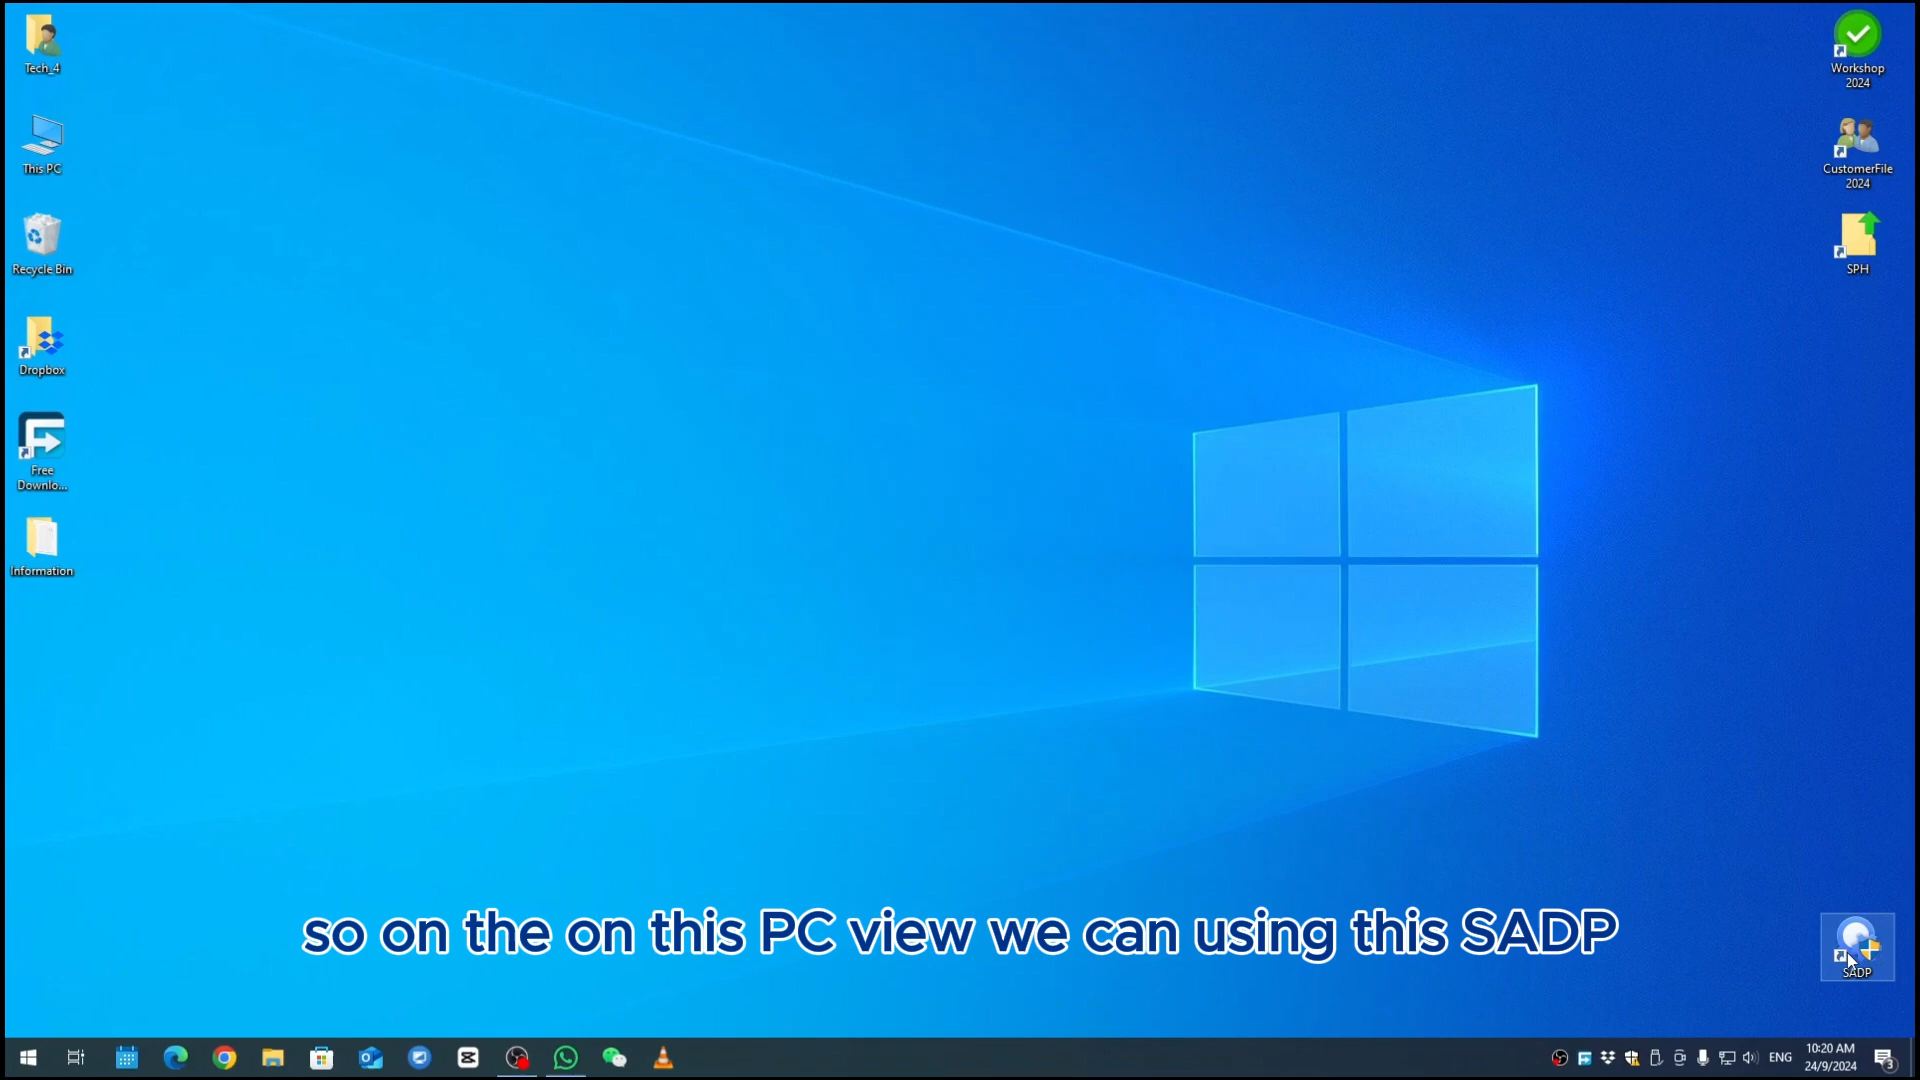 Tech_4
This PC
Recycle Bin
Dropbox
Free
Downlo...
Information
Workshop
2024
CustomerFile
2024
SPH
so on the on this PC view we can using this SADP
SADP
ENG
10:20 AM
24/9/2024
3